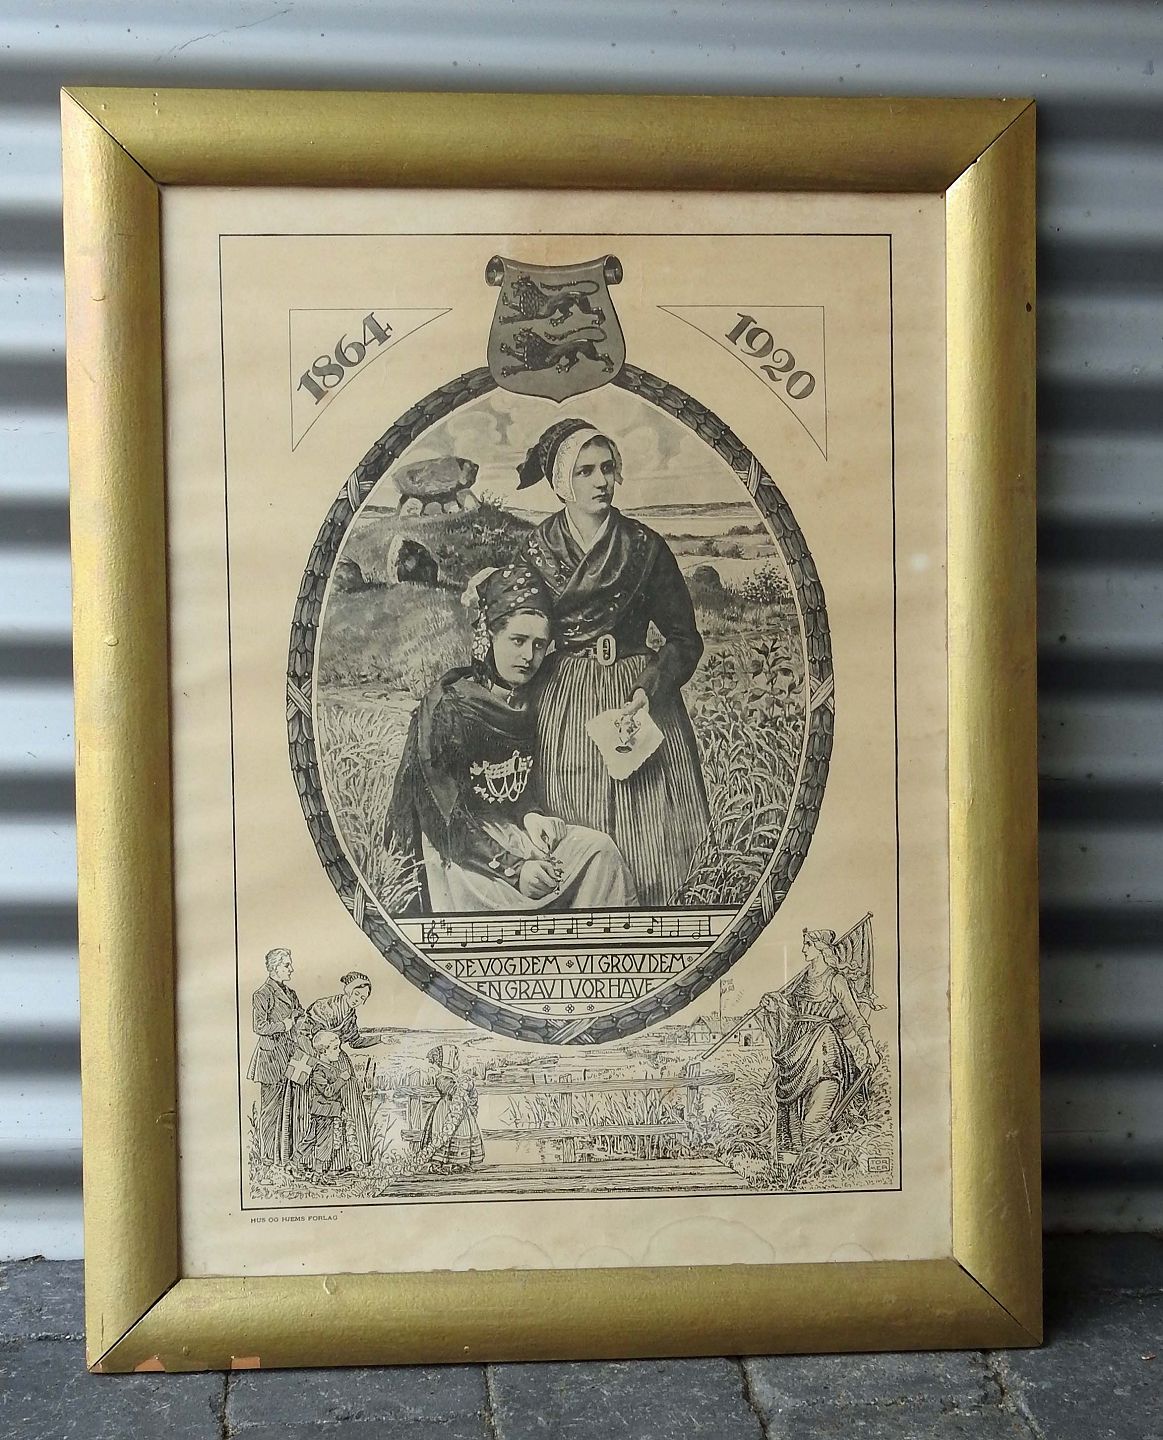 1864
1920
DE VOG DEM · VI GROV DEM
EN GRAV I VOR HAVE
HUS OG HJEMS FORLAG